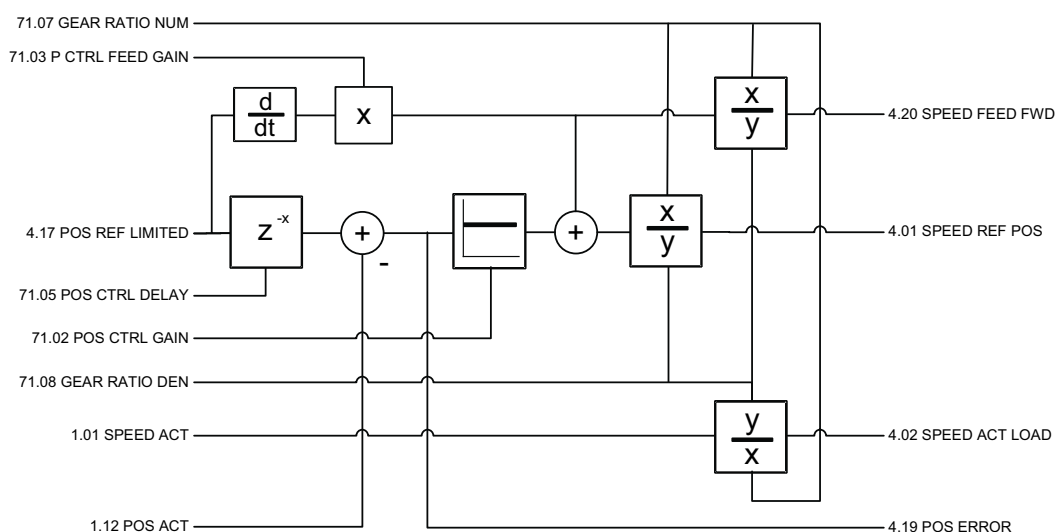 71.07 GEAR RATIO NUM
71.03 P CTRL FEED GAIN
d
dt
x
x
y
4.20 SPEED FEED FWD
4.17 POS REF LIMITED
z -x
+
-
+
x
y
4.01 SPEED REF POS
71.05 POS CTRL DELAY
71.02 POS CTRL GAIN
71.08 GEAR RATIO DEN
1.01 SPEED ACT
y
x
4.02 SPEED ACT LOAD
1.12 POS ACT
4.19 POS ERROR